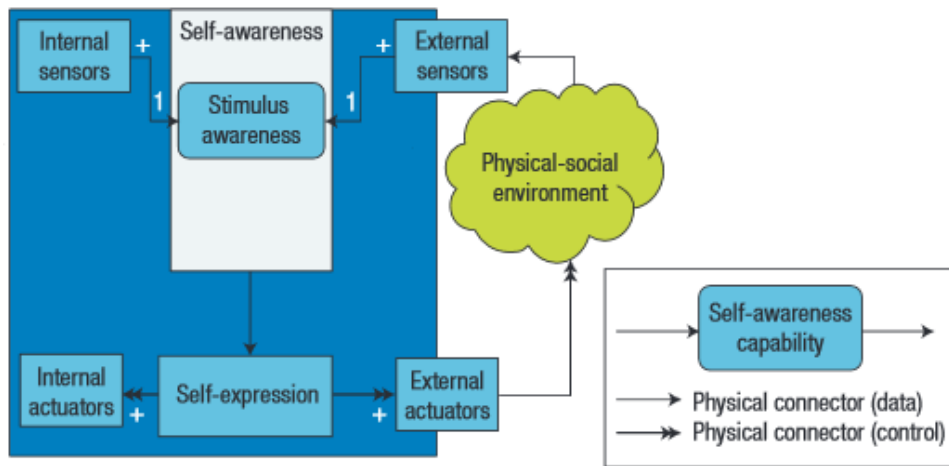 Internal
sensors
+
1
Self-awareness
Stimulus
awareness
+
1
External
sensors
Physical-social
environment
Internal
actuators
+
Self-expression
+
External
actuators
Self-awareness
capability
Physical connector (data)
Physical connector (control)